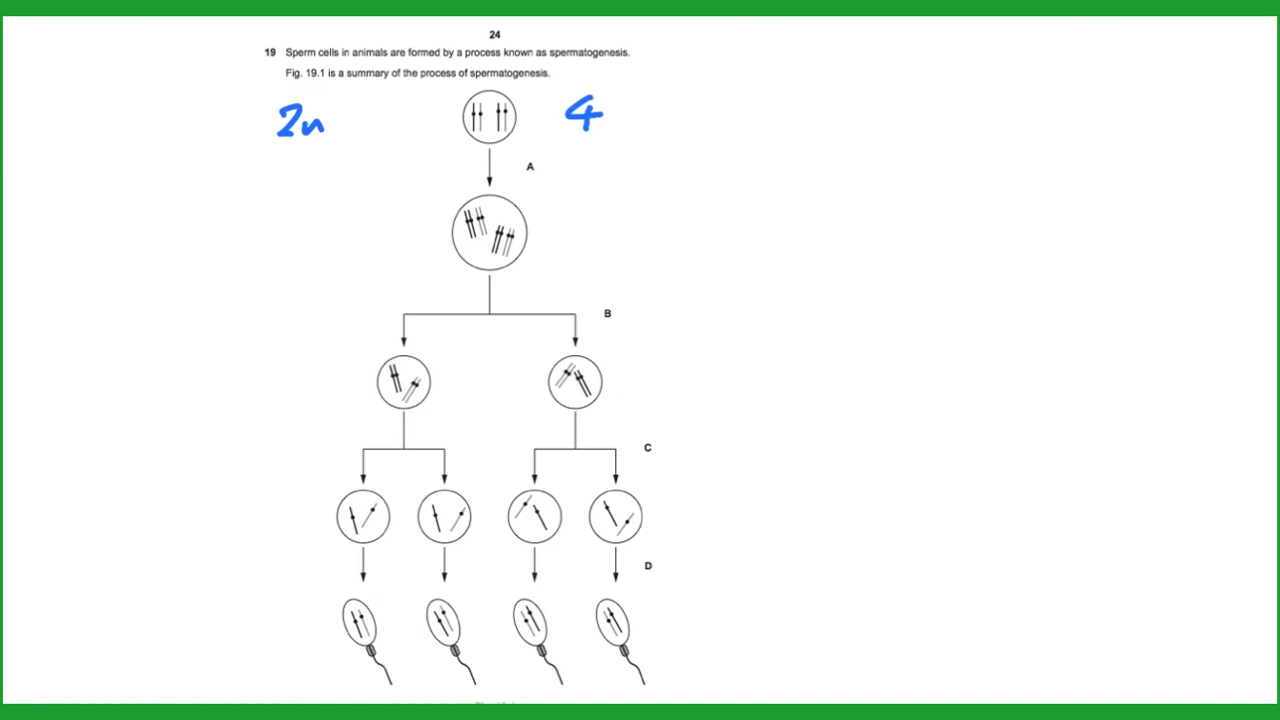 24
19 Sperm cells in animals are formed by a process known as spermatogenesis.
Fig. 19.1 is a summary of the process of spermatogenesis.
2n
4
A
B
C
D